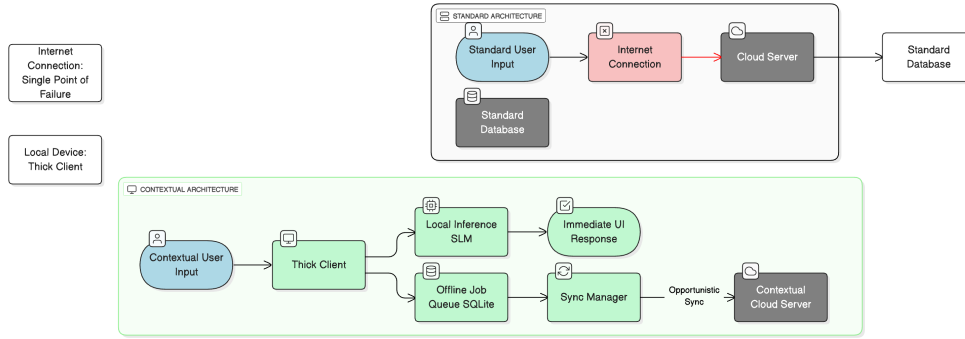 STANDARD ARCHITECTURE
Internet
Connection:
Single Point of
Failure
Standard User
Input
Internet
Connection
Cloud Server
Standard
Database
Standard
Database
Local Device:
Thick Client
CONTEXTUAL ARCHITECTURE
Contextual User
Input
Thick Client
Local Inference
SLM
Immediate UI
Response
Offline Job
Queue SQLite
Sync Manager
Opportunistic
Sync
Contextual
Cloud Server